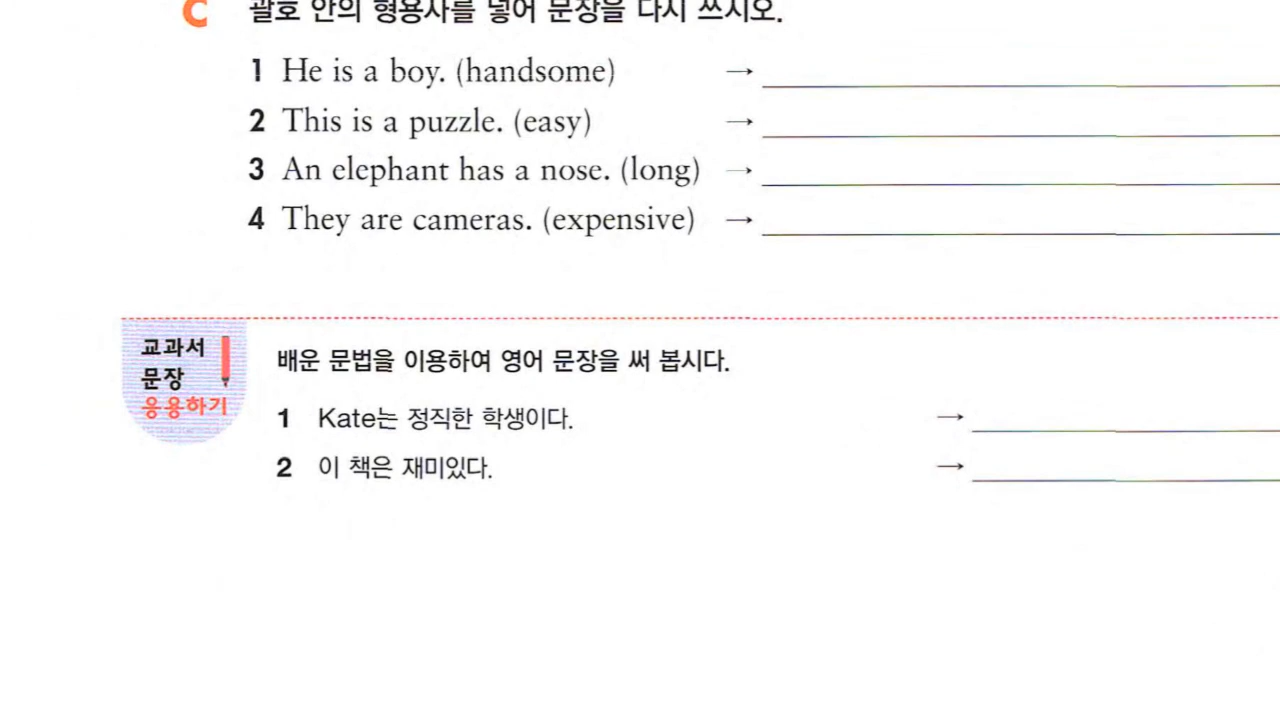 C 괄호 안의 형용사를 넣어 문장을 다시 쓰시오.
1 He is a boy. (handsome) →
2 This is a puzzle. (easy) →
3 An elephant has a nose. (long) →
4 They are cameras. (expensive) →
교과서
문장
응용하기
배운 문법을 이용하여 영어 문장을 써 봅시다.
1 Kate는 정직한 학생이다. →
2 이 책은 재미있다. →